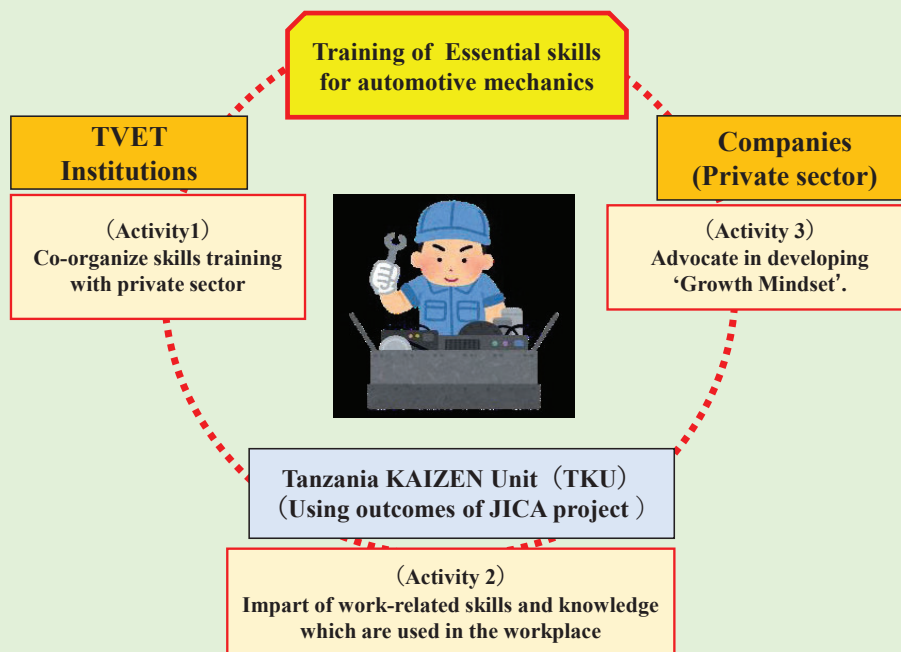 Training of Essential skills
for automotive mechanics
TVET
Institutions
Companies
(Private sector)
（Activity1）
Co-organize skills training
with private sector
（Activity 3）
Advocate in developing
‘Growth Mindset’.
Tanzania KAIZEN Unit（TKU）
（Using outcomes of JICA project ）
（Activity 2）
Impart of work-related skills and knowledge
which are used in the workplace